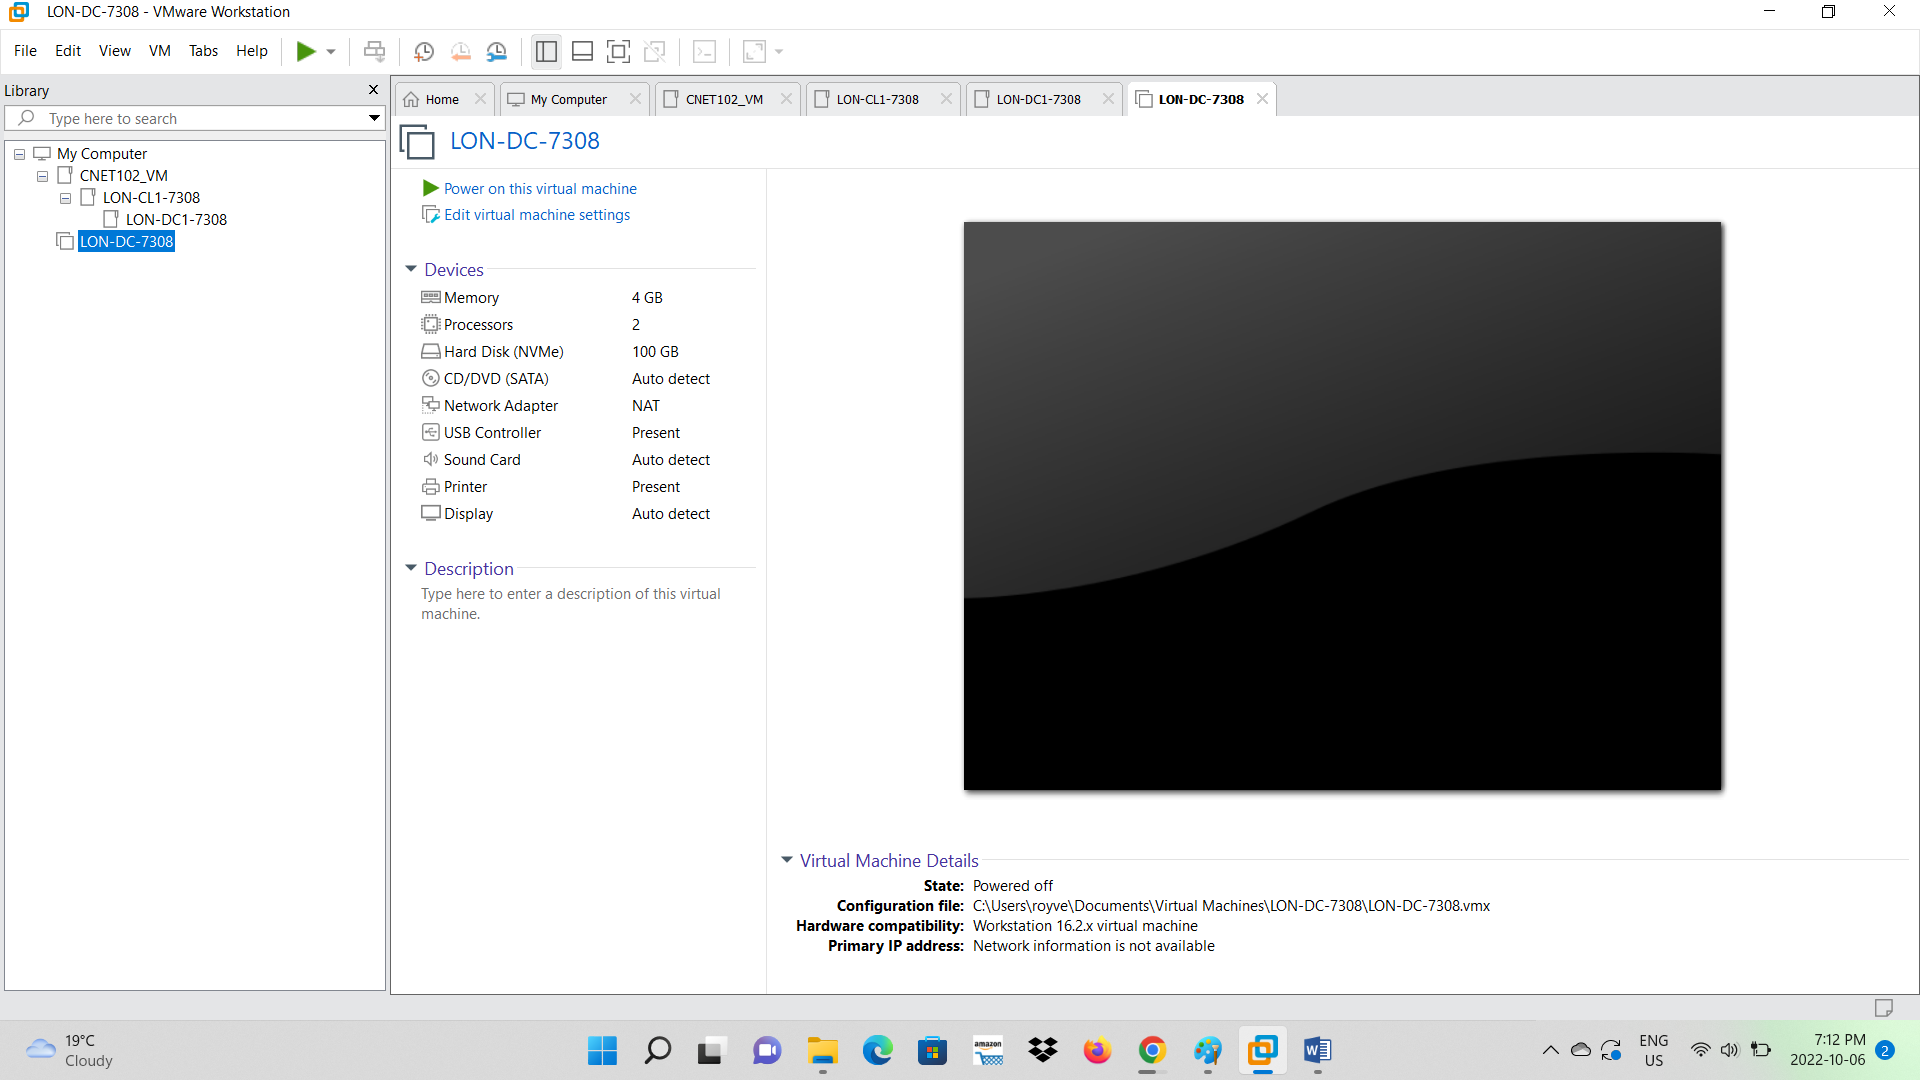 LON-DC-7308 - VMware Workstation
File Edit View VM Tabs Help
Library
Type here to search
My Computer
CNET102_VM
LON-CL1-7308
LON-DC1-7308
LON-DC-7308
Home My Computer CNET102_VM LON-CL1-7308 LON-DC1-7308 LON-DC-7308
LON-DC-7308
Power on this virtual machine
Edit virtual machine settings
Devices
Memory 4 GB
Processors 2
Hard Disk (NVMe) 100 GB
CD/DVD (SATA) Auto detect
Network Adapter NAT
USB Controller Present
Sound Card Auto detect
Printer Present
Display Auto detect
Description
Type here to enter a description of this virtual
machine.
Virtual Machine Details
State: Powered off
Configuration file: C:\Users\royve\Documents\Virtual Machines\LON-DC-7308\LON-DC-7308.vmx
Hardware compatibility: Workstation 16.2.x virtual machine
Primary IP address: Network information is not available
19°C
Cloudy
amazon
ENG
US
7:12 PM
2022-10-06
2